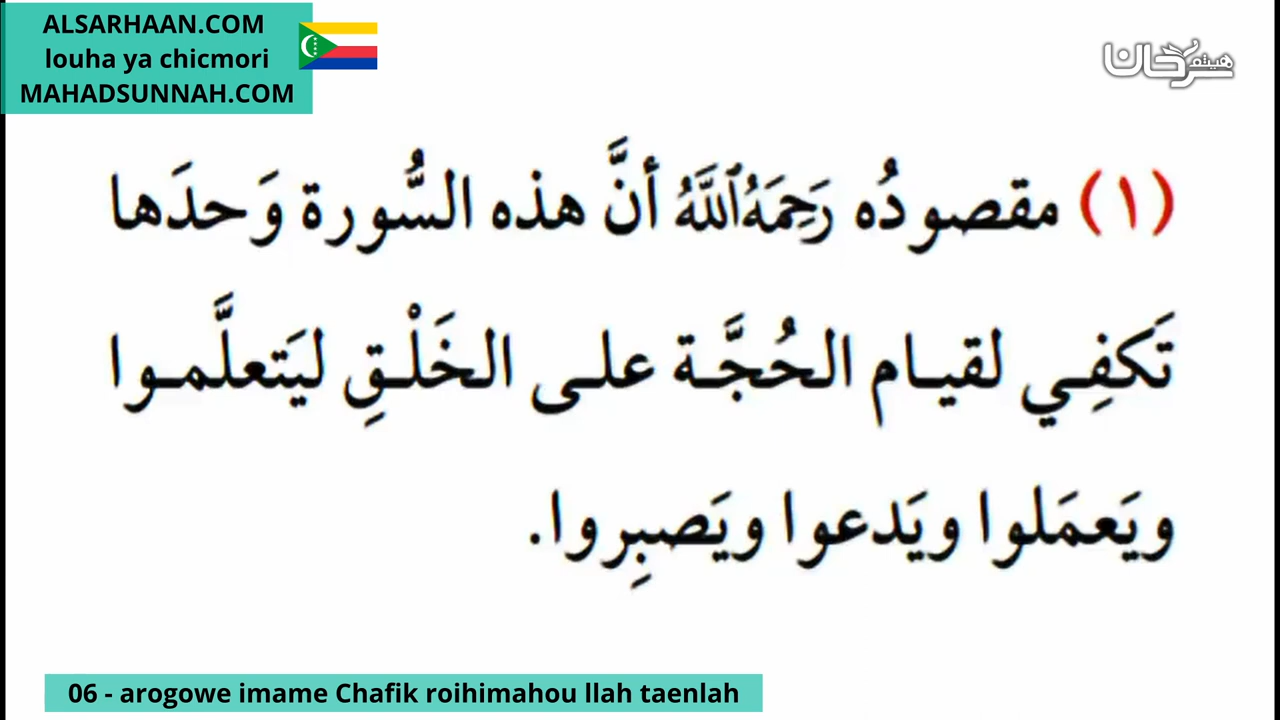 ALSARHAAN.COM
louha ya chicmori
MAHADSUNNAH.COM
هيثم
سرحان
(١) مقصودُه رَحِمَهُ ٱللَّهُ أنَّ هذه السُّورة وَحدَها
تَكفِي لقيام الحُجَّة على الخَلْقِ ليَتعلَّموا
ويَعمَلوا ويَدعوا ويَصبِروا.
06 - arogowe imame Chafik roihimahou llah taenlah